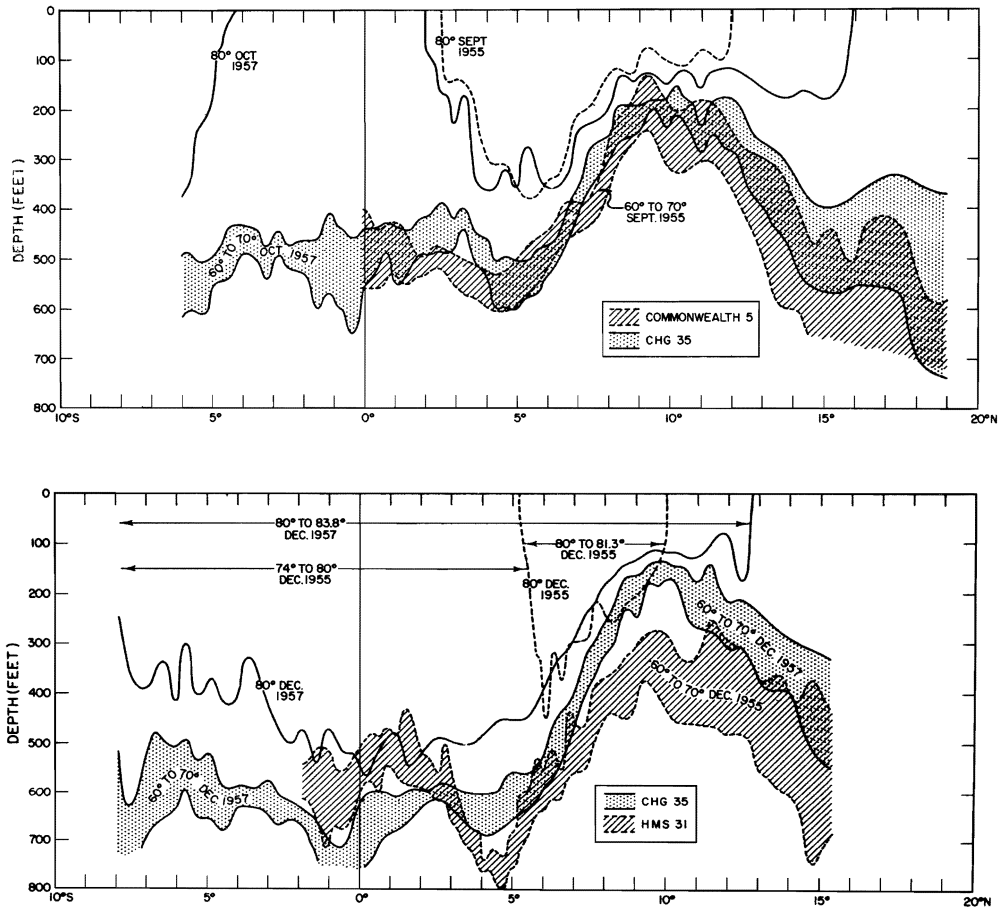 0
100
200
300
400
500
600
700
800
DEPTH (FEET)
80° OCT
1957
80° SEPT
1955
60° TO 70°
SEPT. 1955
60° TO 70° OCT. 1957
COMMONWEALTH 5
CHG 35
10°S
5°
0°
5°
10°
15°
20°N
0
100
200
300
400
500
600
700
800
DEPTH (FEET)
80° TO 83.8°
DEC. 1957
80° TO 81.3°
DEC. 1955
74° TO 80°
DEC. 1955
80° DEC.
1955
80° DEC.
1957
60° TO 70° DEC. 1957
60° TO 70° DEC. 1957
60° TO 70° DEC. 1955
CHG 35
HMS 31
10°S
5°
0°
5°
10°
15°
20°N